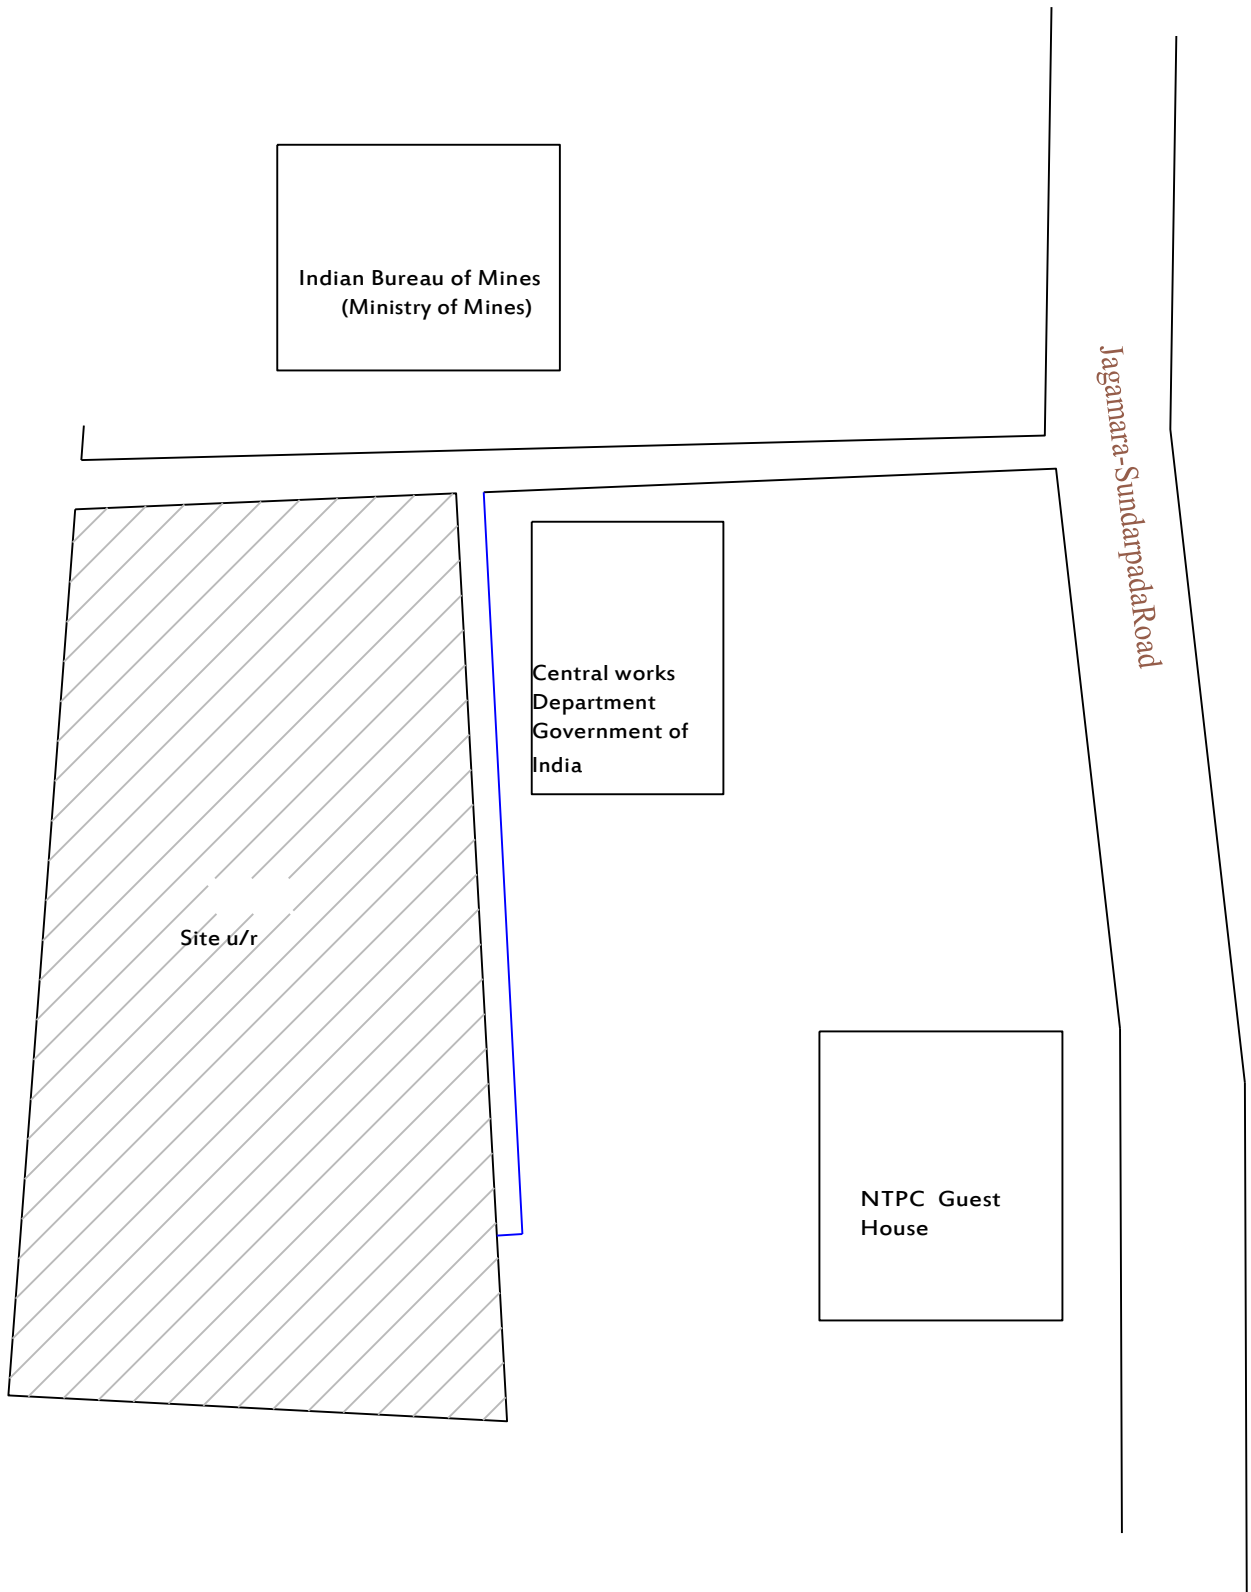 Indian Bureau of Mines
(Ministry of Mines)
Jagamara-SundarpadaRoad
Central works
Department
Government of
India
Site u/r
NTPC Guest
House